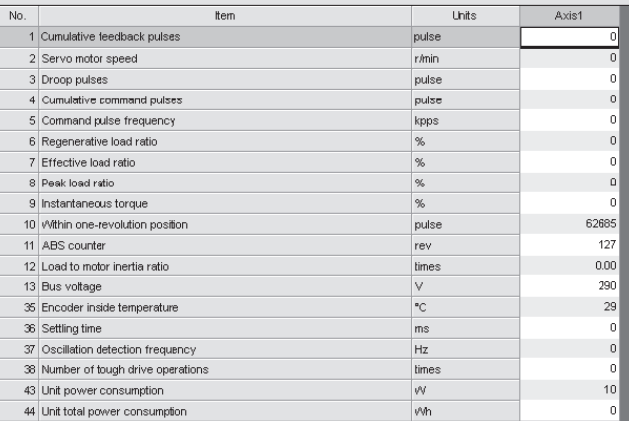 No. Item Units Axis1
1 Cumulative feedback pulses pulse 0
2 Servo motor speed r/min 0
3 Droop pulses pulse 0
4 Cumulative command pulses pulse 0
5 Command pulse frequency kpps 0
6 Regenerative load ratio % 0
7 Effective load ratio % 0
8 Peak load ratio % 0
9 Instantaneous torque % 0
10 Within one-revolution position pulse 62685
11 ABS counter rev 127
12 Load to motor inertia ratio times 0.00
13 Bus voltage V 290
35 Encoder inside temperature °C 29
36 Settling time ms 0
37 Oscillation detection frequency Hz 0
38 Number of tough drive operations times 0
43 Unit power consumption W 10
44 Unit total power consumption Wh 0